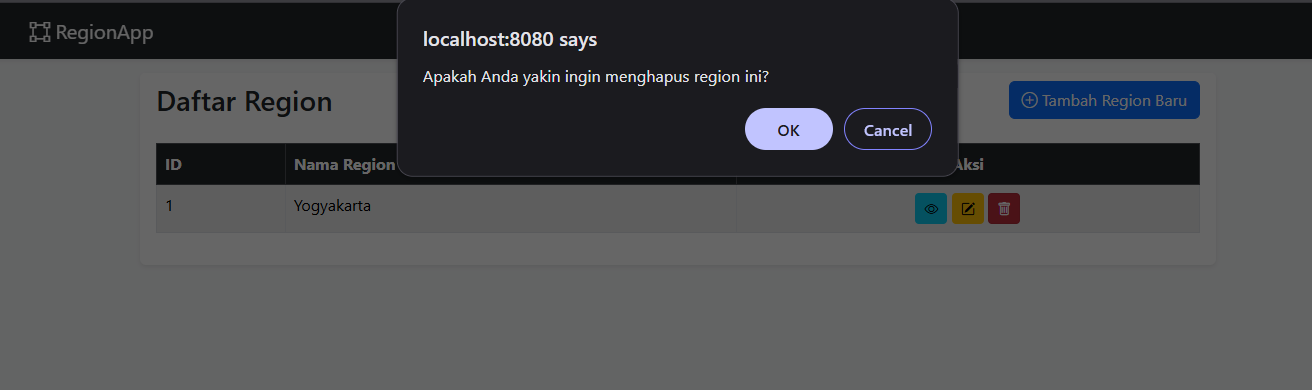 RegionApp
localhost:8080 says
Apakah Anda yakin ingin menghapus region ini?
OK
Cancel
Daftar Region
Tambah Region Baru
ID
Nama Region
Aksi
1
Yogyakarta